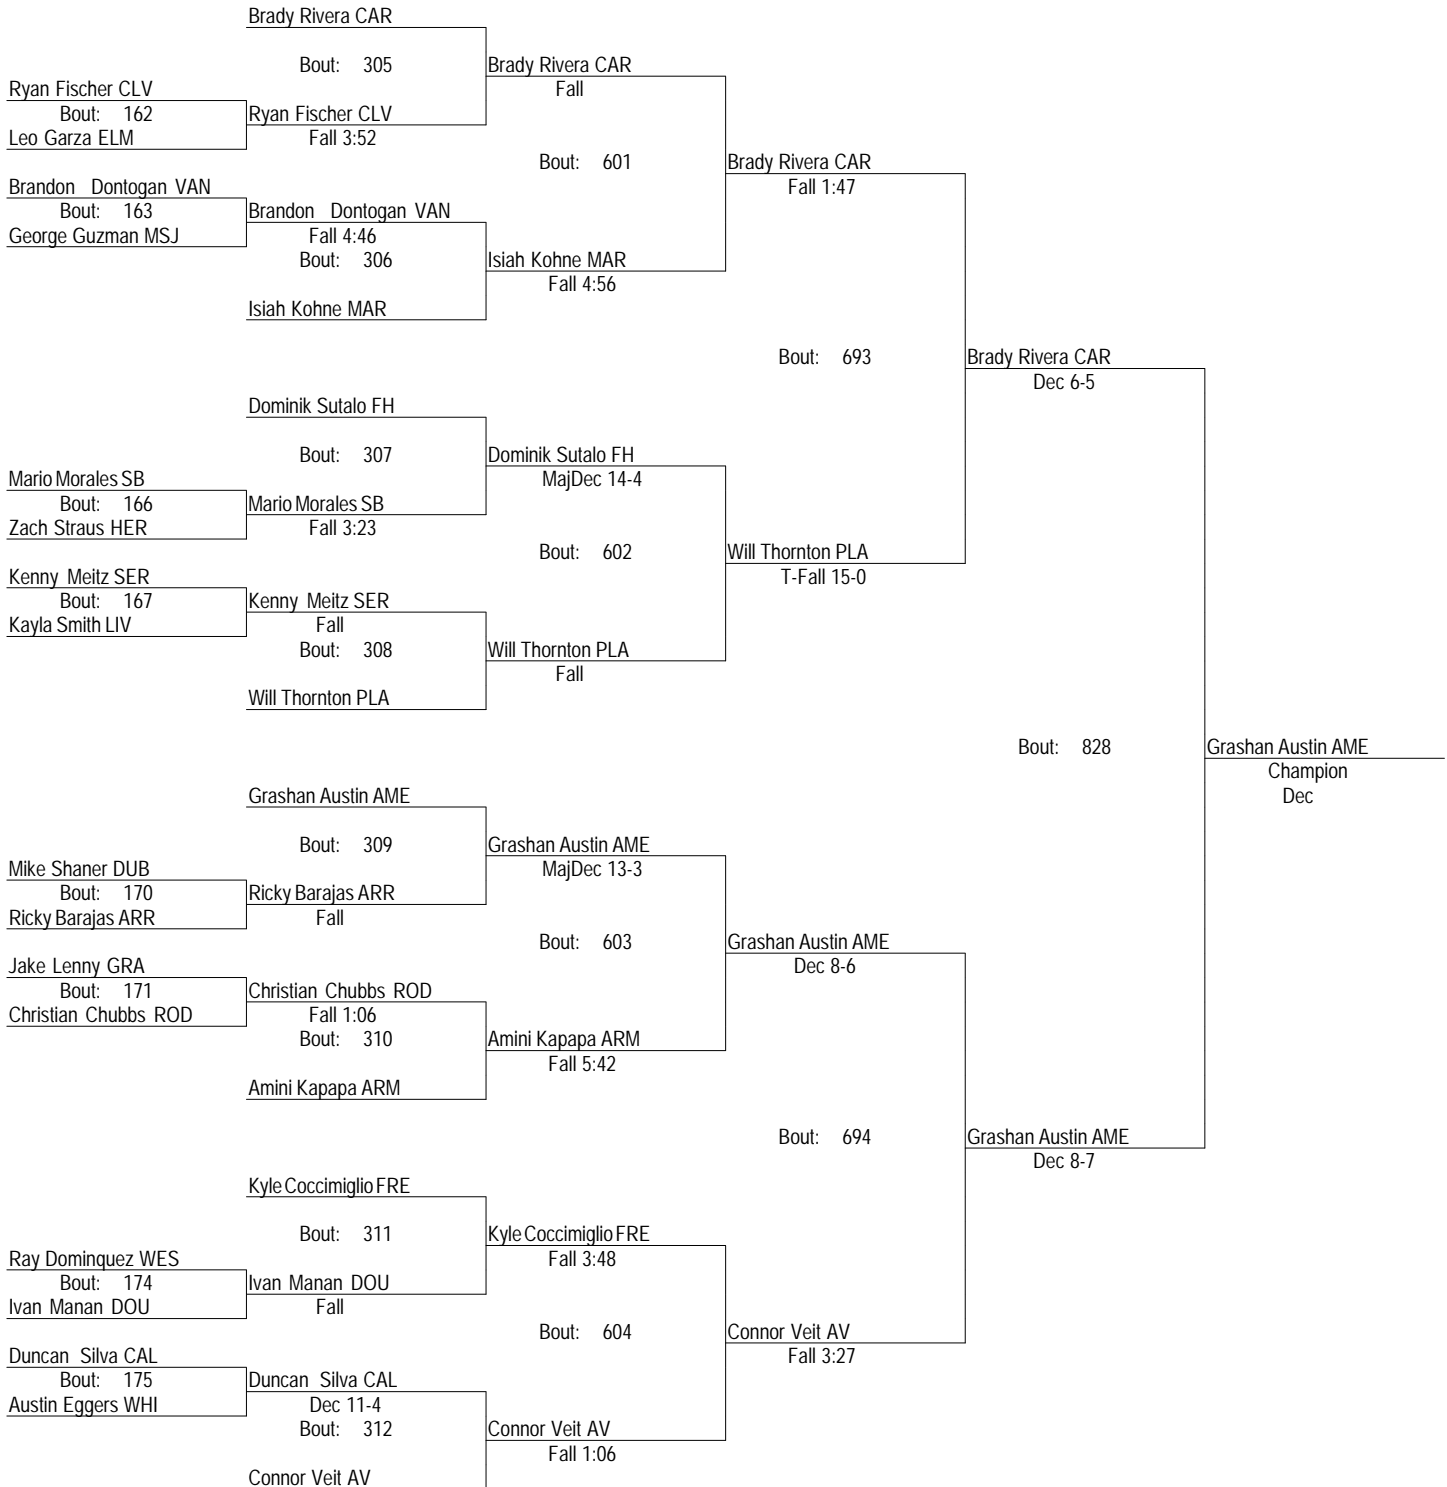 Brady Rivera CAR
Bout: 305
Brady Rivera CAR
Fall
Ryan Fischer CLV
Bout: 162
Leo Garza ELM
Ryan Fischer CLV
Fall 3:52
Bout: 601
Brady Rivera CAR
Fall 1:47
Brandon Dontogan VAN
Bout: 163
George Guzman MSJ
Brandon Dontogan VAN
Fall 4:46
Bout: 306
Isiah Kohne MAR
Fall 4:56
Isiah Kohne MAR
Bout: 693
Brady Rivera CAR
Dec 6-5
Dominik Sutalo FH
Bout: 307
Dominik Sutalo FH
MajDec 14-4
Mario Morales SB
Bout: 166
Zach Straus HER
Mario Morales SB
Fall 3:23
Bout: 602
Will Thornton PLA
T-Fall 15-0
Kenny Meitz SER
Bout: 167
Kayla Smith LIV
Kenny Meitz SER
Fall
Bout: 308
Will Thornton PLA
Fall
Will Thornton PLA
Bout: 828
Grashan Austin AME
Champion
Dec
Grashan Austin AME
Bout: 309
Grashan Austin AME
MajDec 13-3
Mike Shaner DUB
Bout: 170
Ricky Barajas ARR
Ricky Barajas ARR
Fall
Bout: 603
Grashan Austin AME
Dec 8-6
Jake Lenny GRA
Bout: 171
Christian Chubbs ROD
Christian Chubbs ROD
Fall 1:06
Bout: 310
Amini Kapapa ARM
Fall 5:42
Amini Kapapa ARM
Bout: 694
Grashan Austin AME
Dec 8-7
Kyle Coccimiglio FRE
Bout: 311
Kyle Coccimiglio FRE
Fall 3:48
Ray Dominquez WES
Bout: 174
Ivan Manan DOU
Ivan Manan DOU
Fall
Bout: 604
Connor Veit AV
Fall 3:27
Duncan Silva CAL
Bout: 175
Austin Eggers WHI
Duncan Silva CAL
Dec 11-4
Bout: 312
Connor Veit AV
Fall 1:06
Connor Veit AV